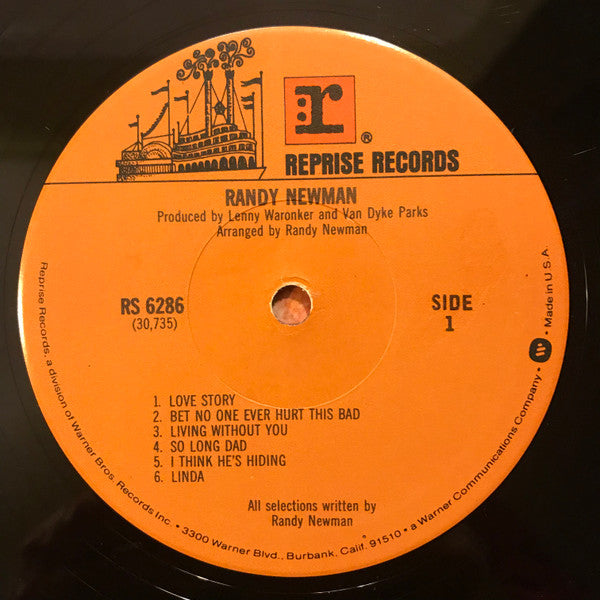 :r
®
REPRISE RECORDS
RANDY NEWMAN
Produced by Lenny Waronker and Van Dyke Parks
Arranged by Randy Newman
RS 6286
(30,735)
SIDE
1
1. LOVE STORY
2. BET NO ONE EVER HURT THIS BAD
3. LIVING WITHOUT YOU
4. SO LONG DAD
5. I THINK HE'S HIDING
6. LINDA
All selections written by
Randy Newman
Reprise Records, a division of Warner Bros. Records Inc. • 3300 Warner Blvd., Burbank, Calif. 91510 • a Warner Communications Company • W • Made in U.S.A.